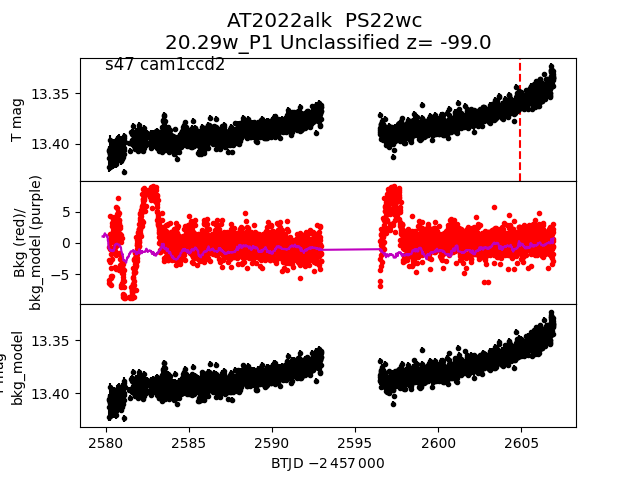 AT2022alk PS22wc
20.29w_P1 Unclassified z= -99.0
s47 cam1ccd2
T mag
13.35
13.40
Bkg (red)/
bkg_model (purple)
5
0
−5
mag
bkg_model
13.35
13.40
2580 2585 2590 2595 2600 2605
BTJD −2 457 000